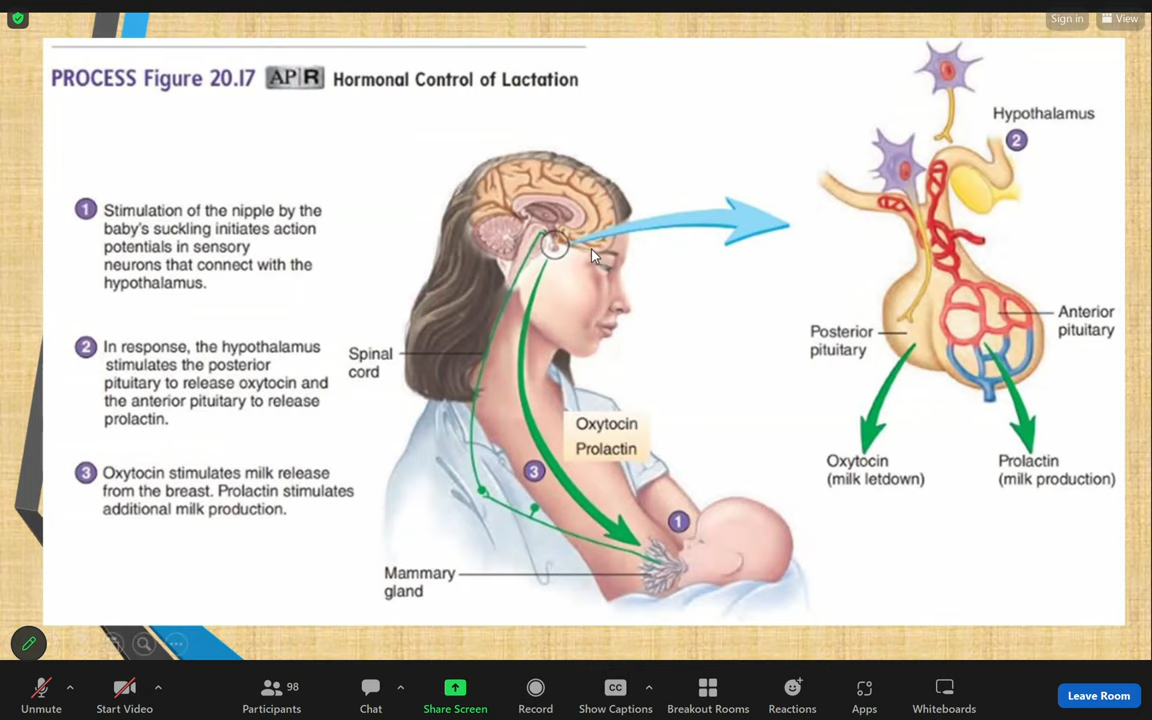 Sign in
View
PROCESS Figure 20.17 AP|R Hormonal Control of Lactation
Hypothalamus
2
1 Stimulation of the nipple by the
baby's suckling initiates action
potentials in sensory
neurons that connect with the
hypothalamus.
2 In response, the hypothalamus
stimulates the posterior
pituitary to release oxytocin and
the anterior pituitary to release
prolactin.
3 Oxytocin stimulates milk release
from the breast. Prolactin stimulates
additional milk production.
Spinal
cord
Oxytocin
Prolactin
3
1
Mammary
gland
Posterior
pituitary
Anterior
pituitary
Oxytocin
(milk letdown)
Prolactin
(milk production)
Unmute
Start Video
98
Participants
Chat
Share Screen
Record
CC
Show Captions
Breakout Rooms
Reactions
Apps
Whiteboards
Leave Room